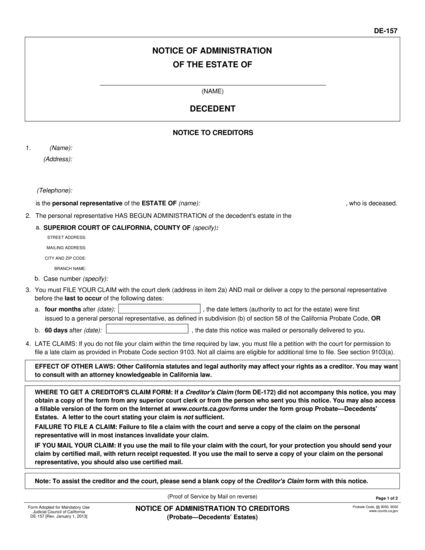 DE-157
NOTICE OF ADMINISTRATION
OF THE ESTATE OF
(NAME)
DECEDENT
NOTICE TO CREDITORS
1. (Name):
(Address):
(Telephone):
is the personal representative of the ESTATE OF (name): , who is deceased.
2. The personal representative HAS BEGUN ADMINISTRATION of the decedent's estate in the
a. SUPERIOR COURT OF CALIFORNIA, COUNTY OF (specify):
STREET ADDRESS:
MAILING ADDRESS:
CITY AND ZIP CODE:
BRANCH NAME:
b. Case number (specify):
3. You must FILE YOUR CLAIM with the court clerk (address in item 2a) AND mail or deliver a copy to the personal representative
before the last to occur of the following dates:
a. four months after (date): , the date letters (authority to act for the estate) were first
issued to a general personal representative, as defined in subdivision (b) of section 58 of the California Probate Code, OR
b. 60 days after (date): , the date this notice was mailed or personally delivered to you.
4. LATE CLAIMS: If you do not file your claim within the time required by law, you must file a petition with the court for permission to
file a late claim as provided in Probate Code section 9103. Not all claims are eligible for additional time to file. See section 9103(a).
EFFECT OF OTHER LAWS: Other California statutes and legal authority may affect your rights as a creditor. You may want
to consult with an attorney knowledgeable in California law.
WHERE TO GET A CREDITOR'S CLAIM FORM: If a Creditor's Claim (form DE-172) did not accompany this notice, you may
obtain a copy of the form from any superior court clerk or from the person who sent you this notice. You may also access
a fillable version of the form on the Internet at www.courts.ca.gov/forms under the form group Probate—Decedents'
Estates. A letter to the court stating your claim is not sufficient.
FAILURE TO FILE A CLAIM: Failure to file a claim with the court and serve a copy of the claim on the personal
representative will in most instances invalidate your claim.
IF YOU MAIL YOUR CLAIM: If you use the mail to file your claim with the court, for your protection you should send your
claim by certified mail, with return receipt requested. If you use the mail to serve a copy of your claim on the personal
representative, you should also use certified mail.
Note: To assist the creditor and the court, please send a blank copy of the Creditor's Claim form with this notice.
(Proof of Service by Mail on reverse)
Page 1 of 2
Form Adopted for Mandatory Use
Judicial Council of California
DE-157 [Rev. January 1, 2013]
NOTICE OF ADMINISTRATION TO CREDITORS
(Probate—Decedents' Estates)
Probate Code, §§ 9050, 9052
www.courts.ca.gov